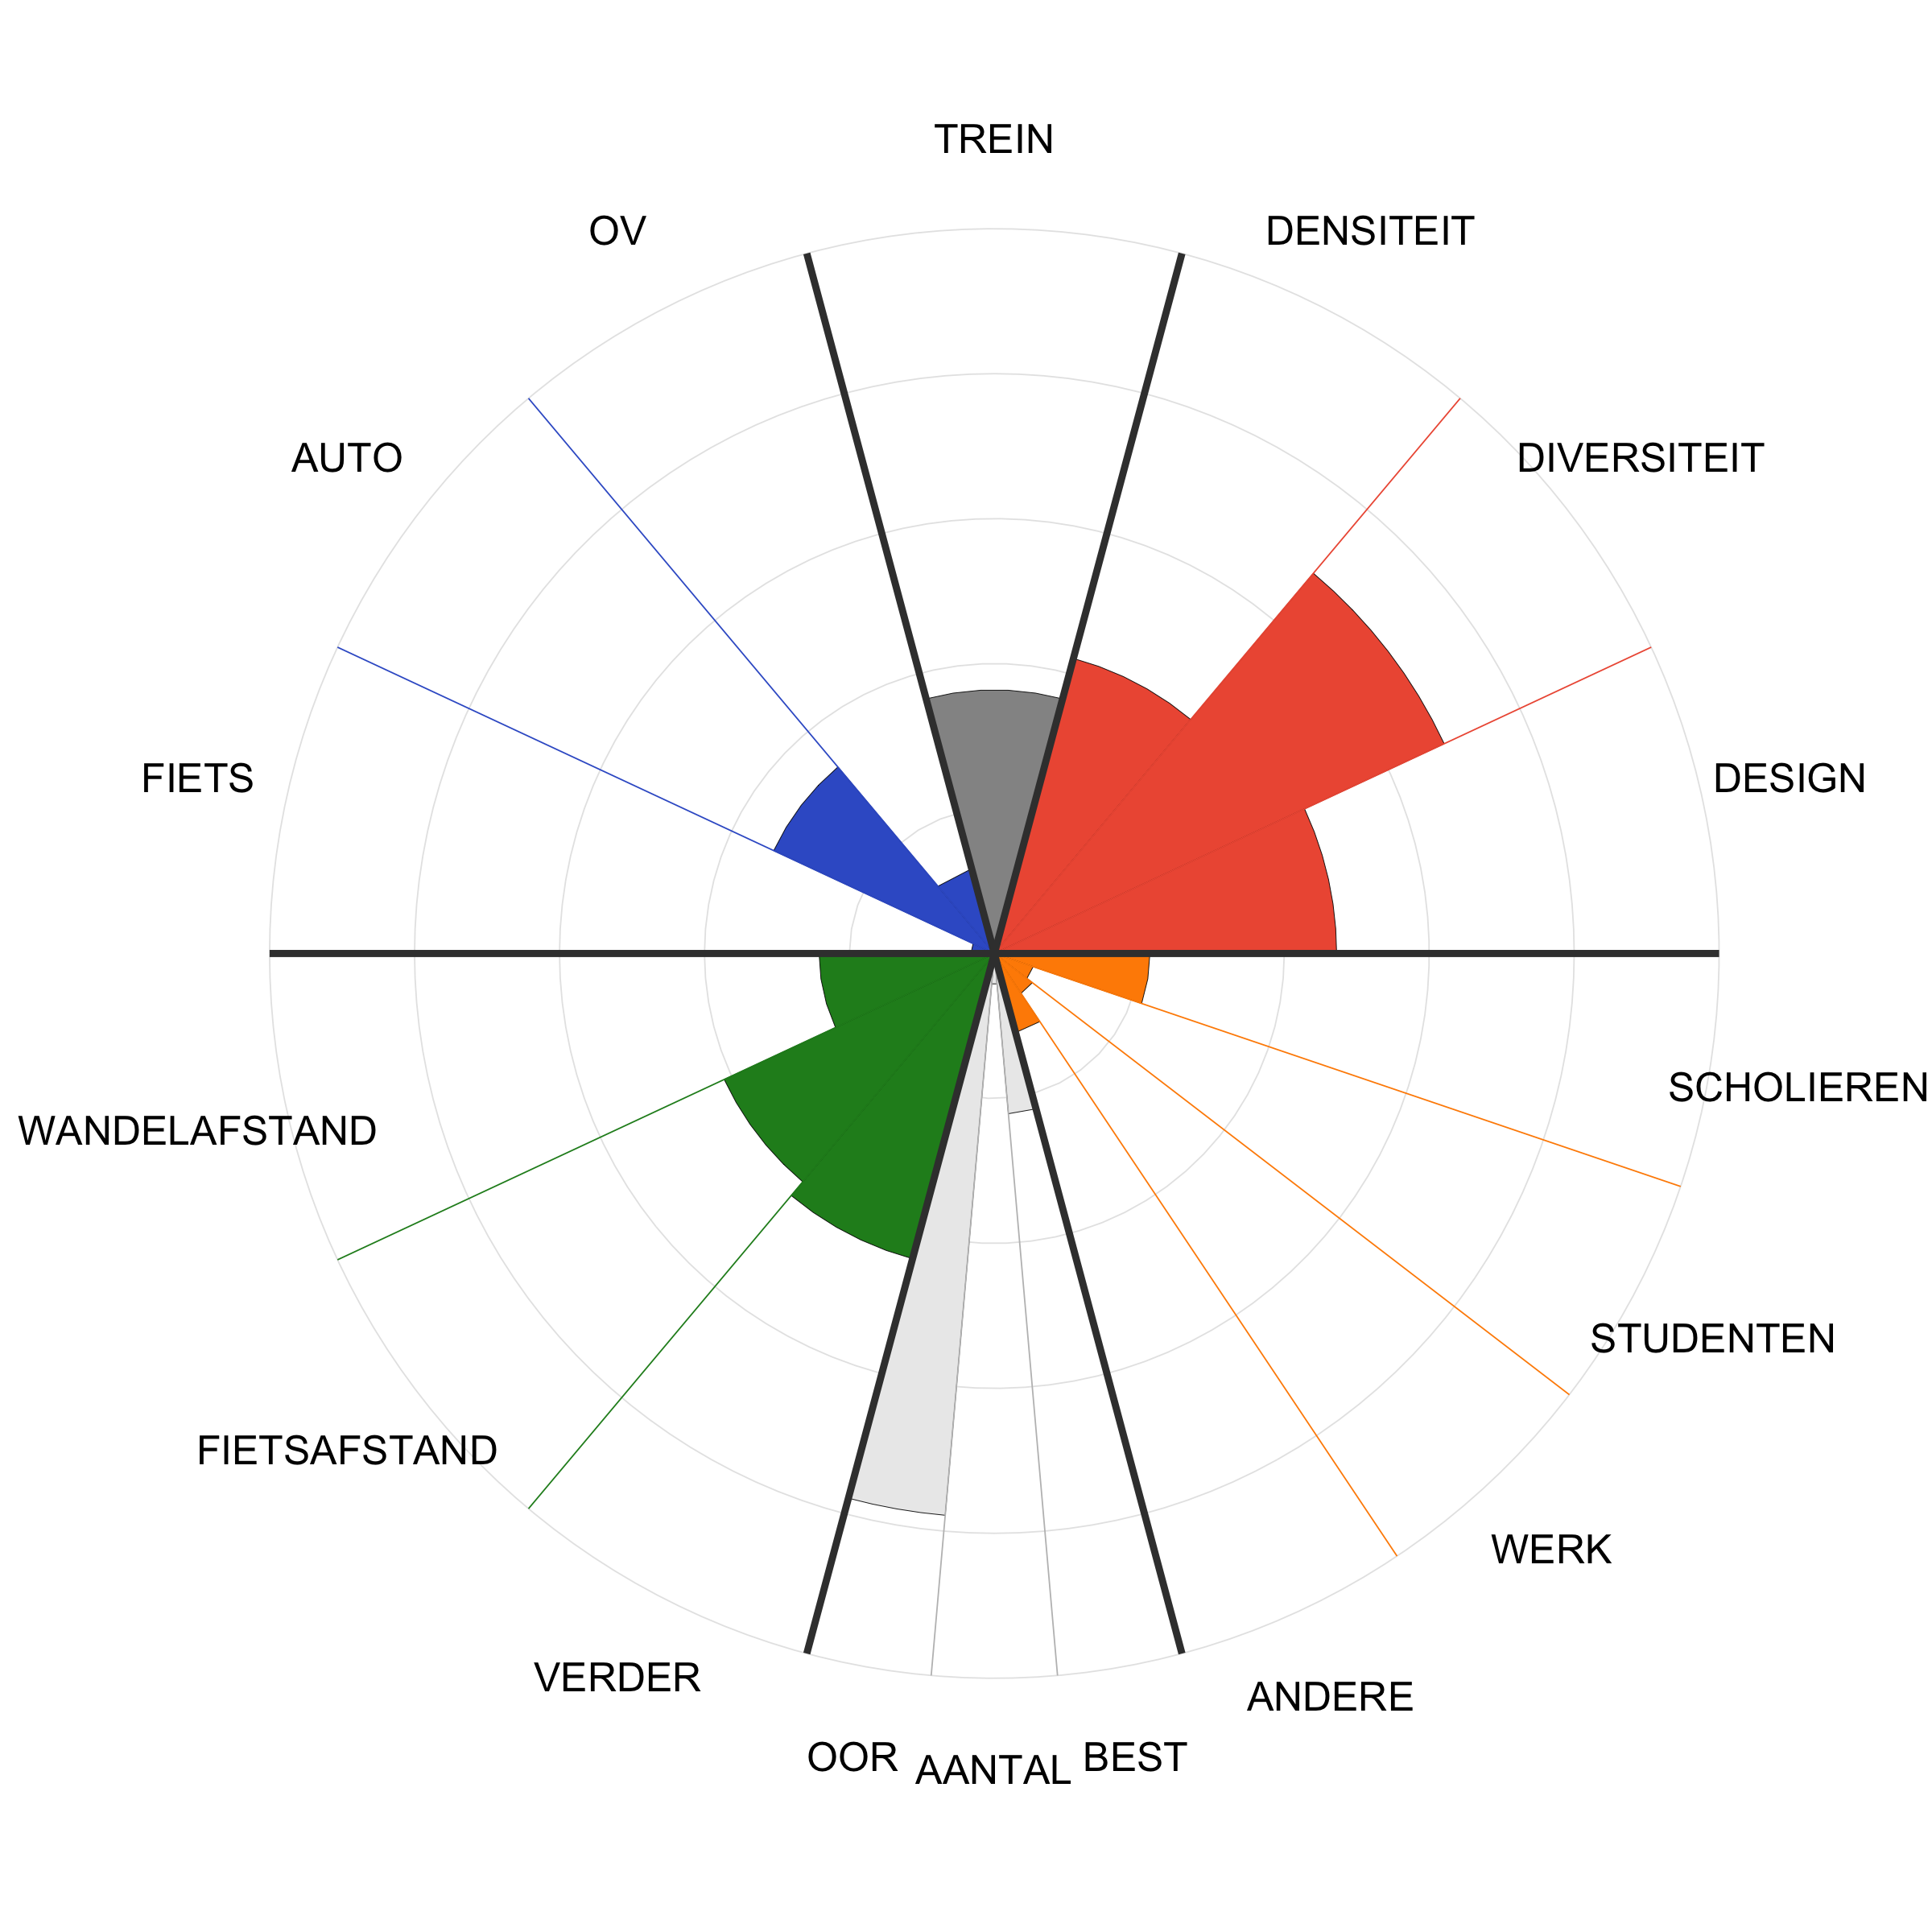 TREIN
OV
DENSITEIT
AUTO
DIVERSITEIT
FIETS
DESIGN
SCHOLIEREN
WANDELAFSTAND
STUDENTEN
FIETSAFSTAND
WERK
VERDER
ANDERE
OOR
AANTAL
BEST